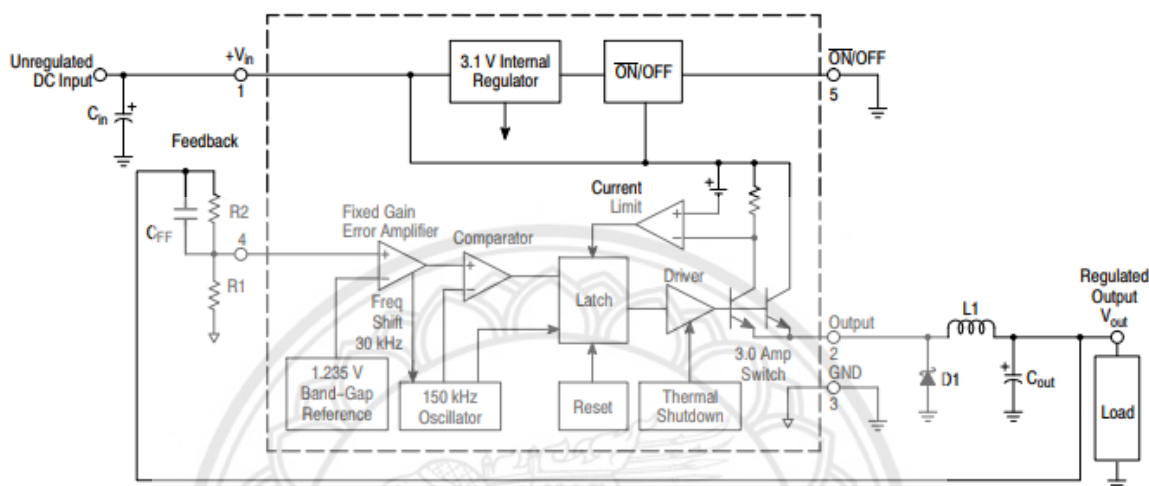 Unregulated
DC Input
+Vin
1
Cin
3.1 V Internal
Regulator
ON/OFF
ON/OFF
5
Feedback
CFF
R2
R1
4
Fixed Gain
Error Amplifier
Comparator
Current
Limit
Freq
Shift
30 kHz
Latch
Driver
1.235 V
Band-Gap
Reference
150 kHz
Oscillator
Reset
Thermal
Shutdown
3.0 Amp
Switch
Output
2
GND
3
L1
D1
Cout
Regulated
Output
Vout
Load